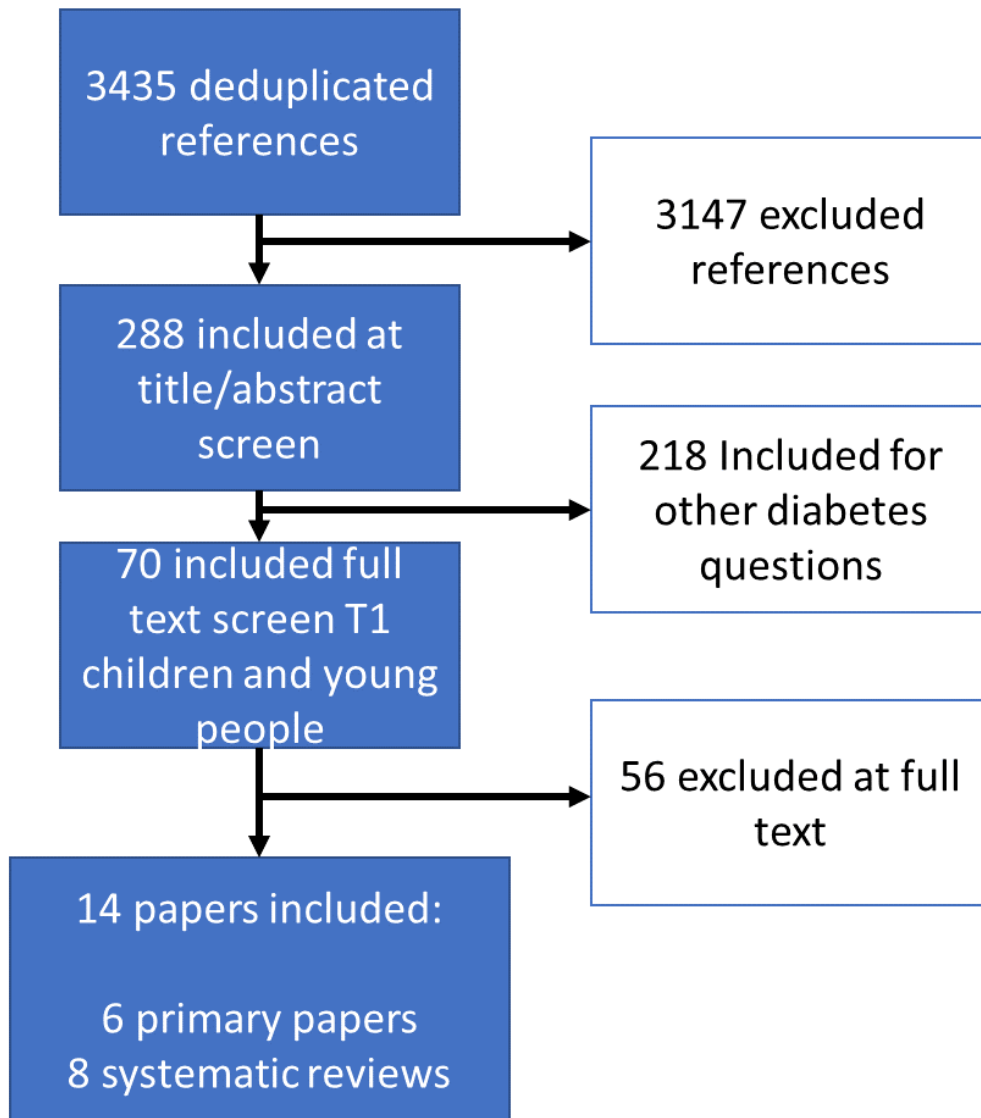 3435 deduplicated
references
3147 excluded
references
288 included at
title/abstract
screen
218 Included for
other diabetes
questions
70 included full
text screen T1
children and young
people
56 excluded at full
text
14 papers included:
6 primary papers
8 systematic reviews